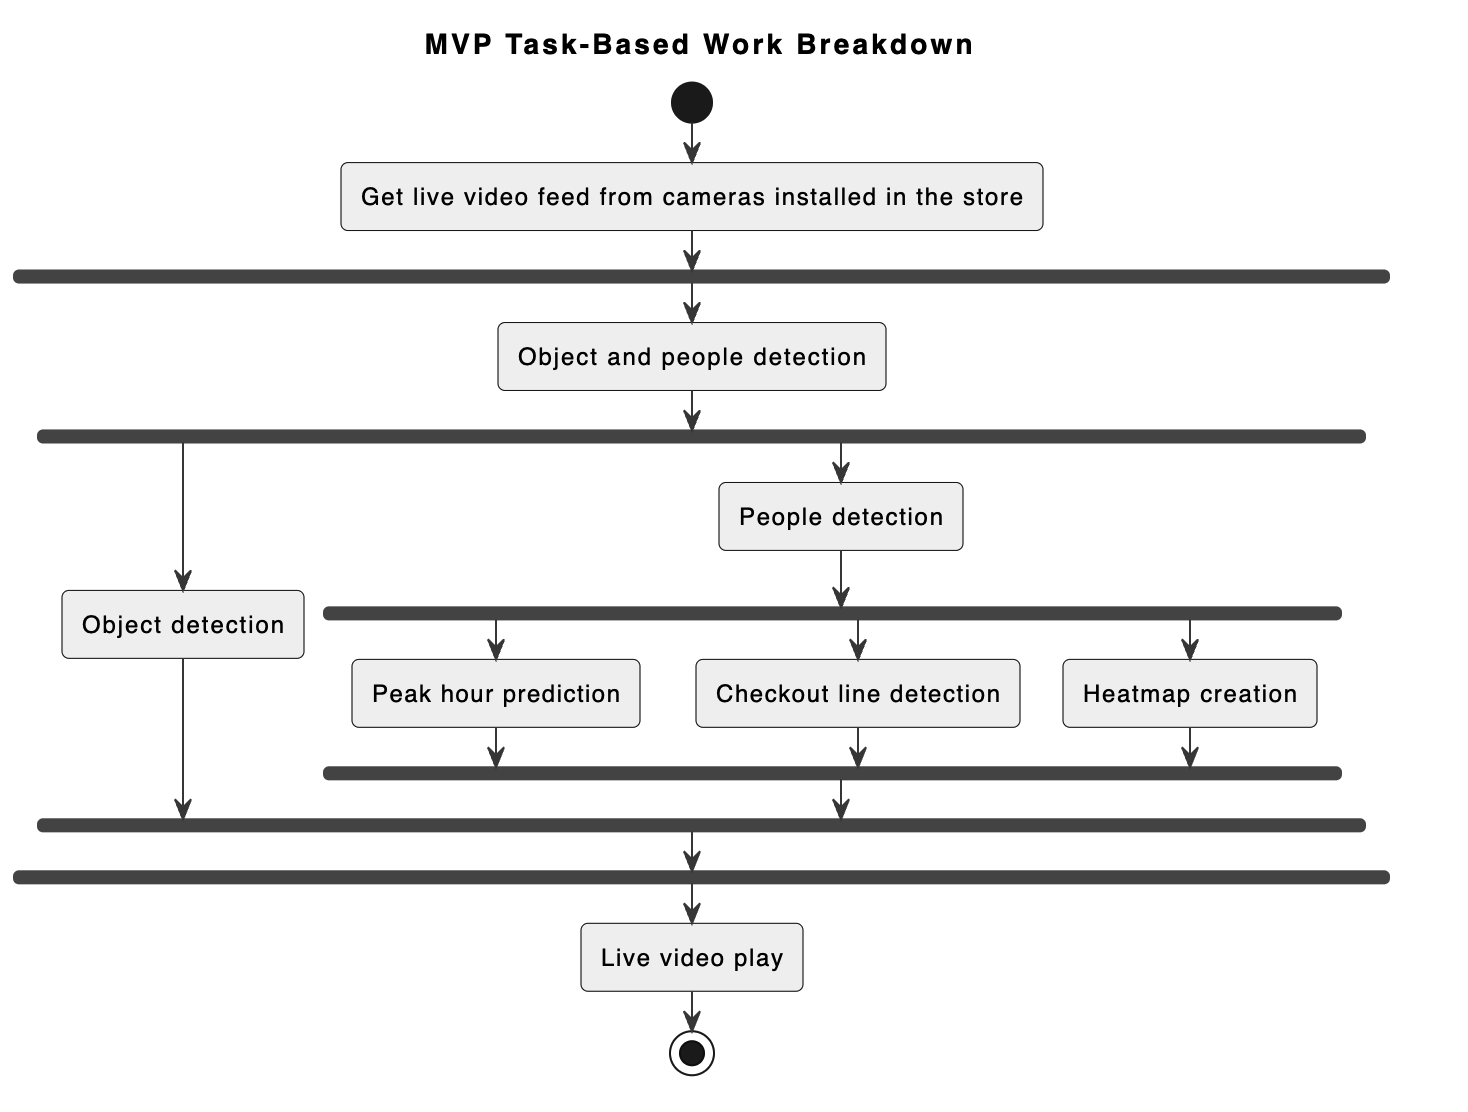 MVP Task-Based Work Breakdown
Get live video feed from cameras installed in the store
Object and people detection
People detection
Object detection
Peak hour prediction
Checkout line detection
Heatmap creation
Live video play